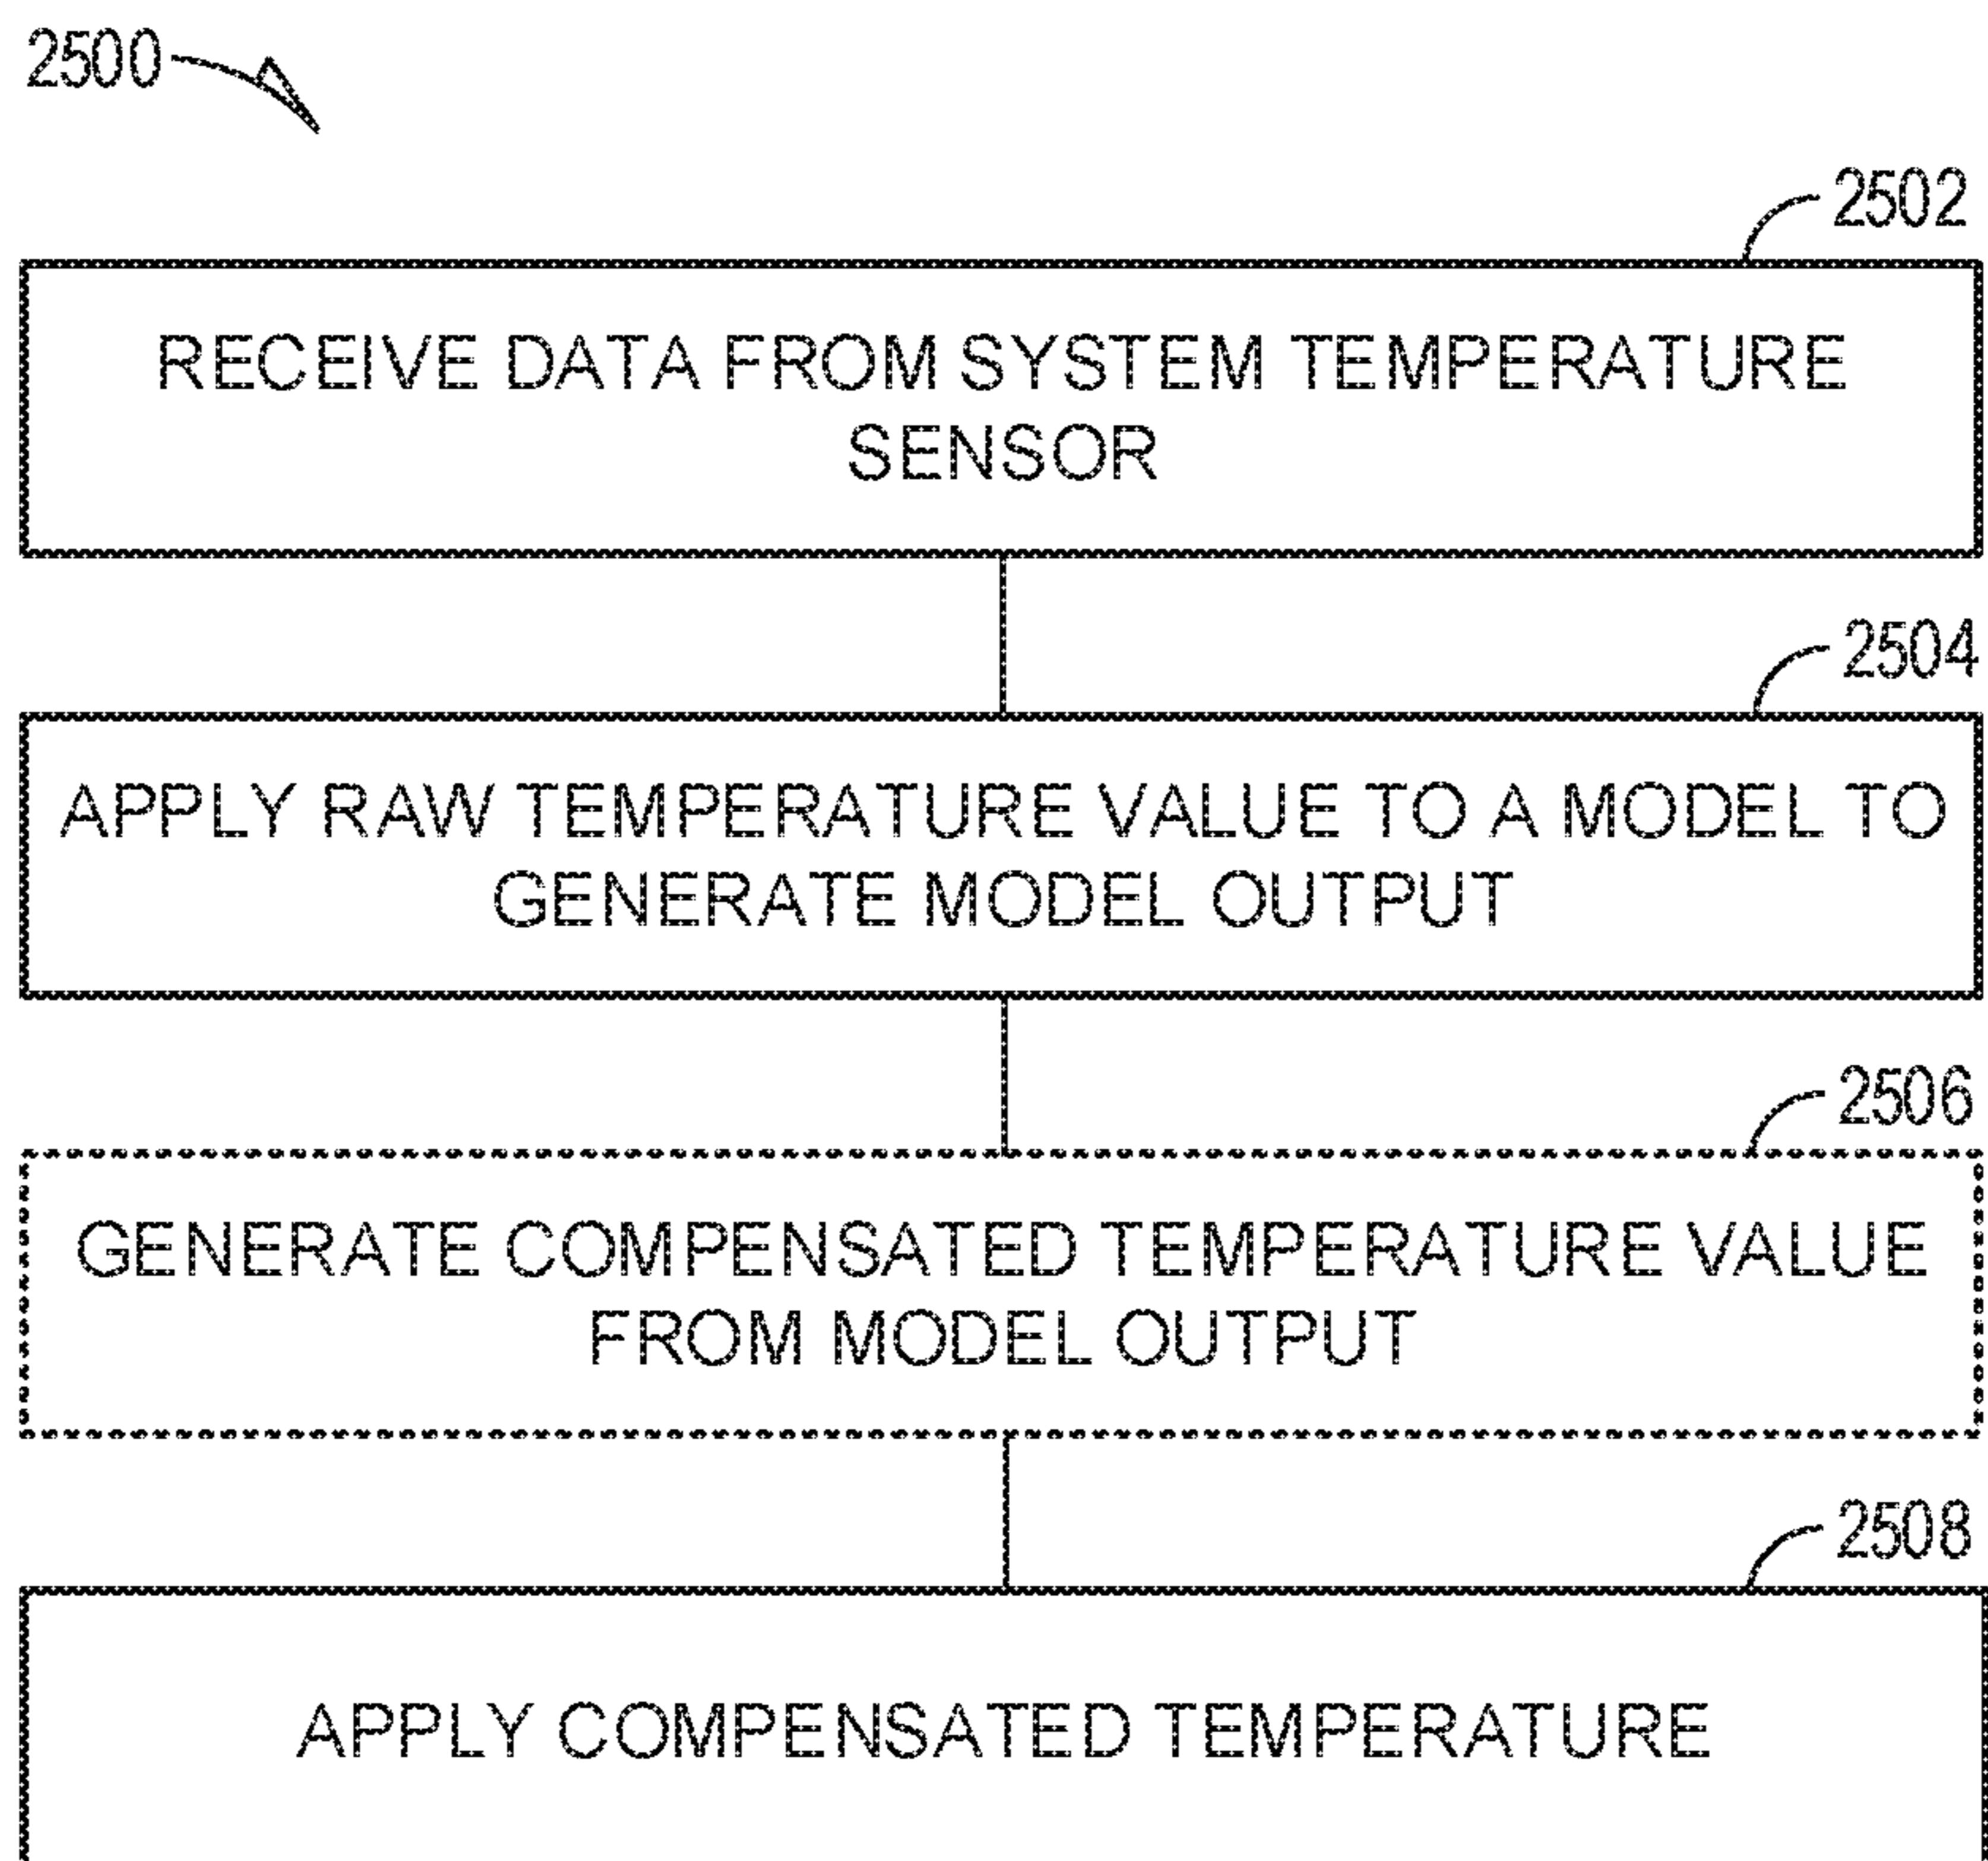 2500
2502
RECEIVE DATA FROM SYSTEM TEMPERATURE
SENSOR
2504
APPLY RAW TEMPERATURE VALUE TO A MODEL TO
GENERATE MODEL OUTPUT
2506
GENERATE COMPENSATED TEMPERATURE VALUE
FROM MODEL OUTPUT
2508
APPLY COMPENSATED TEMPERATURE